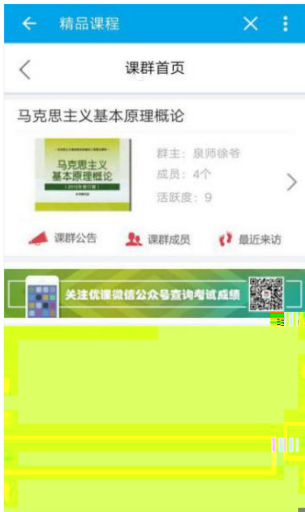 精品课程
课群首页
马克思主义基本原理概论
马克思主义
基本原理概论
群主：泉师徐爷
成员：4个
活跃度：9
课群公告
课群成员
最近来访
关注优课微信公众号查询考试成绩